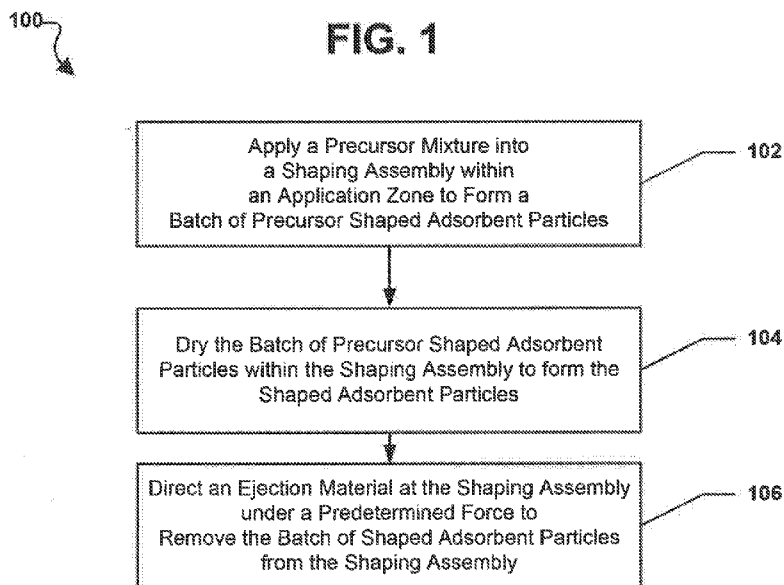 100
FIG. 1
Apply a Precursor Mixture into
a Shaping Assembly within
an Application Zone to Form a
Batch of Precursor Shaped Adsorbent Particles
102
Dry the Batch of Precursor Shaped Adsorbent
Particles within the Shaping Assembly to form the
Shaped Adsorbent Particles
104
Direct an Ejection Material at the Shaping Assembly
under a Predetermined Force to
Remove the Batch of Shaped Adsorbent Particles
from the Shaping Assembly
106